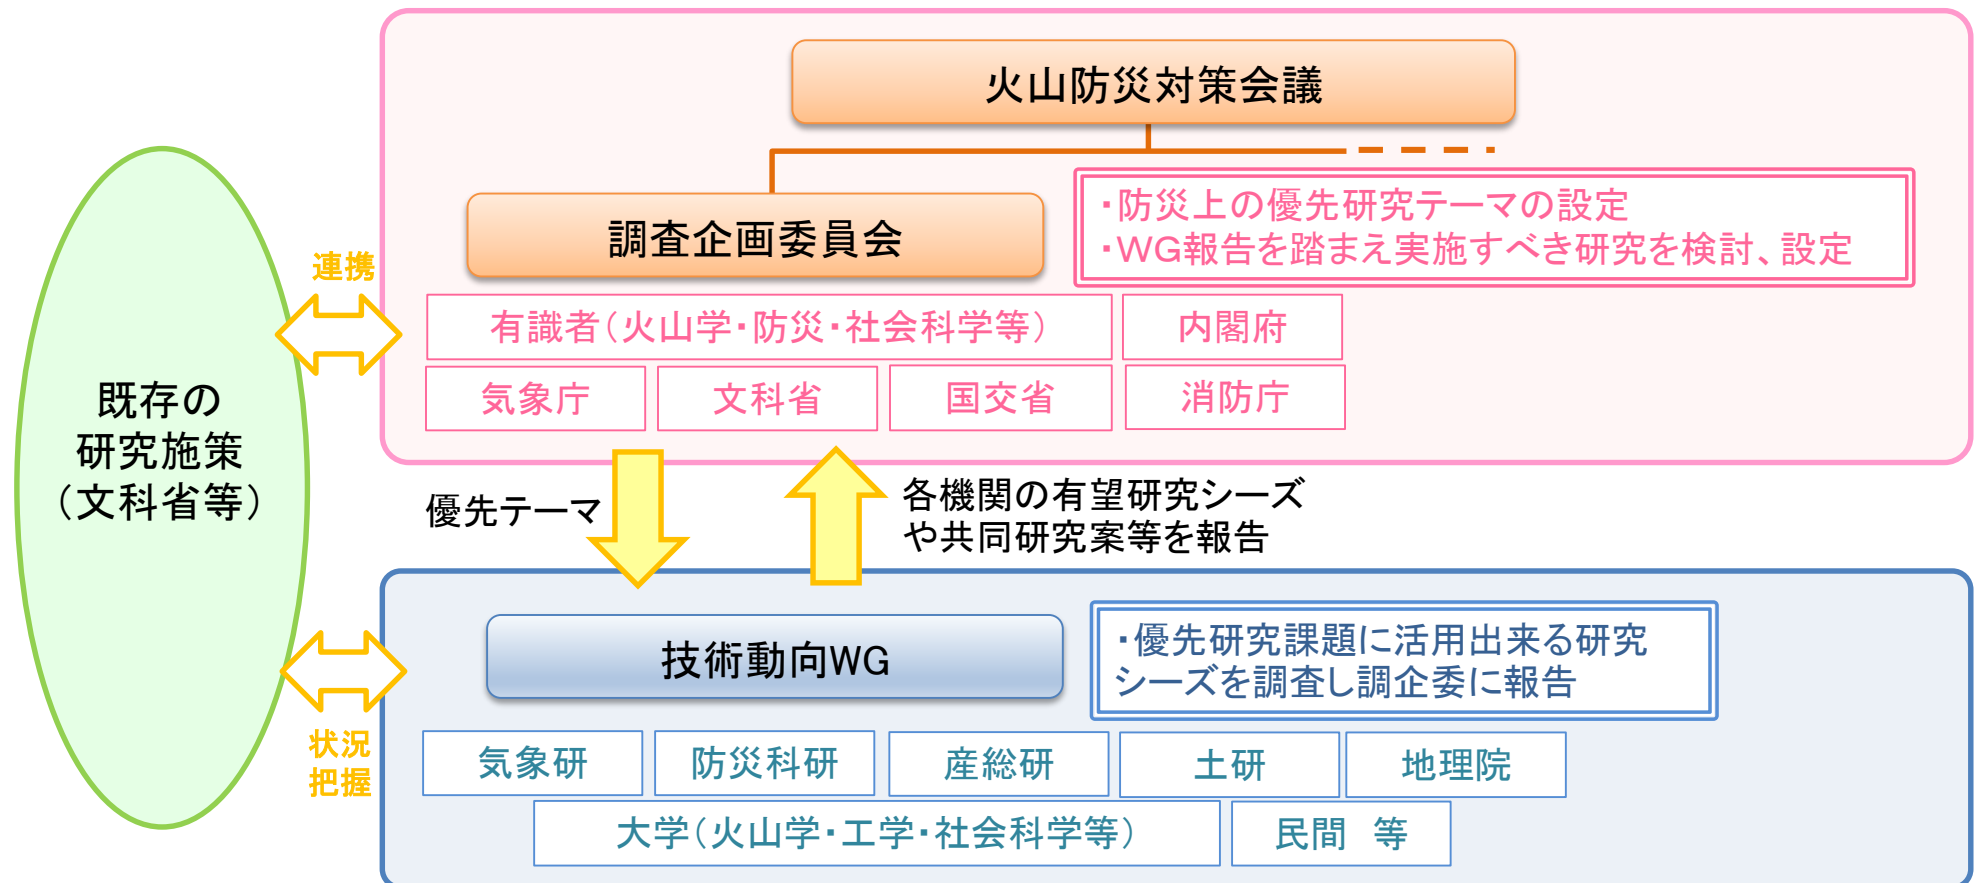 火山防災対策会議
調査企画委員会
・防災上の優先研究テーマの設定
・WG報告を踏まえ実施すべき研究を検討、設定
連携
有識者(火山学・防災・社会科学等)
内閣府
気象庁
文科省
国交省
消防庁
既存の
研究施策
(文科省等)
優先テーマ
各機関の有望研究シーズ
や共同研究案等を報告
技術動向WG
・優先研究課題に活用出来る研究
シーズを調査し調企委に報告
状況
把握
気象研
防災科研
産総研
土研
地理院
大学(火山学・工学・社会科学等)
民間 等